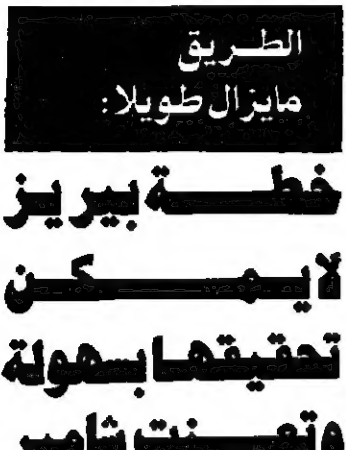 الطريق
مايزال طويلا:
خطة بيريز
لايمكن
تحقيقها بسهولة
وتعنت شامير